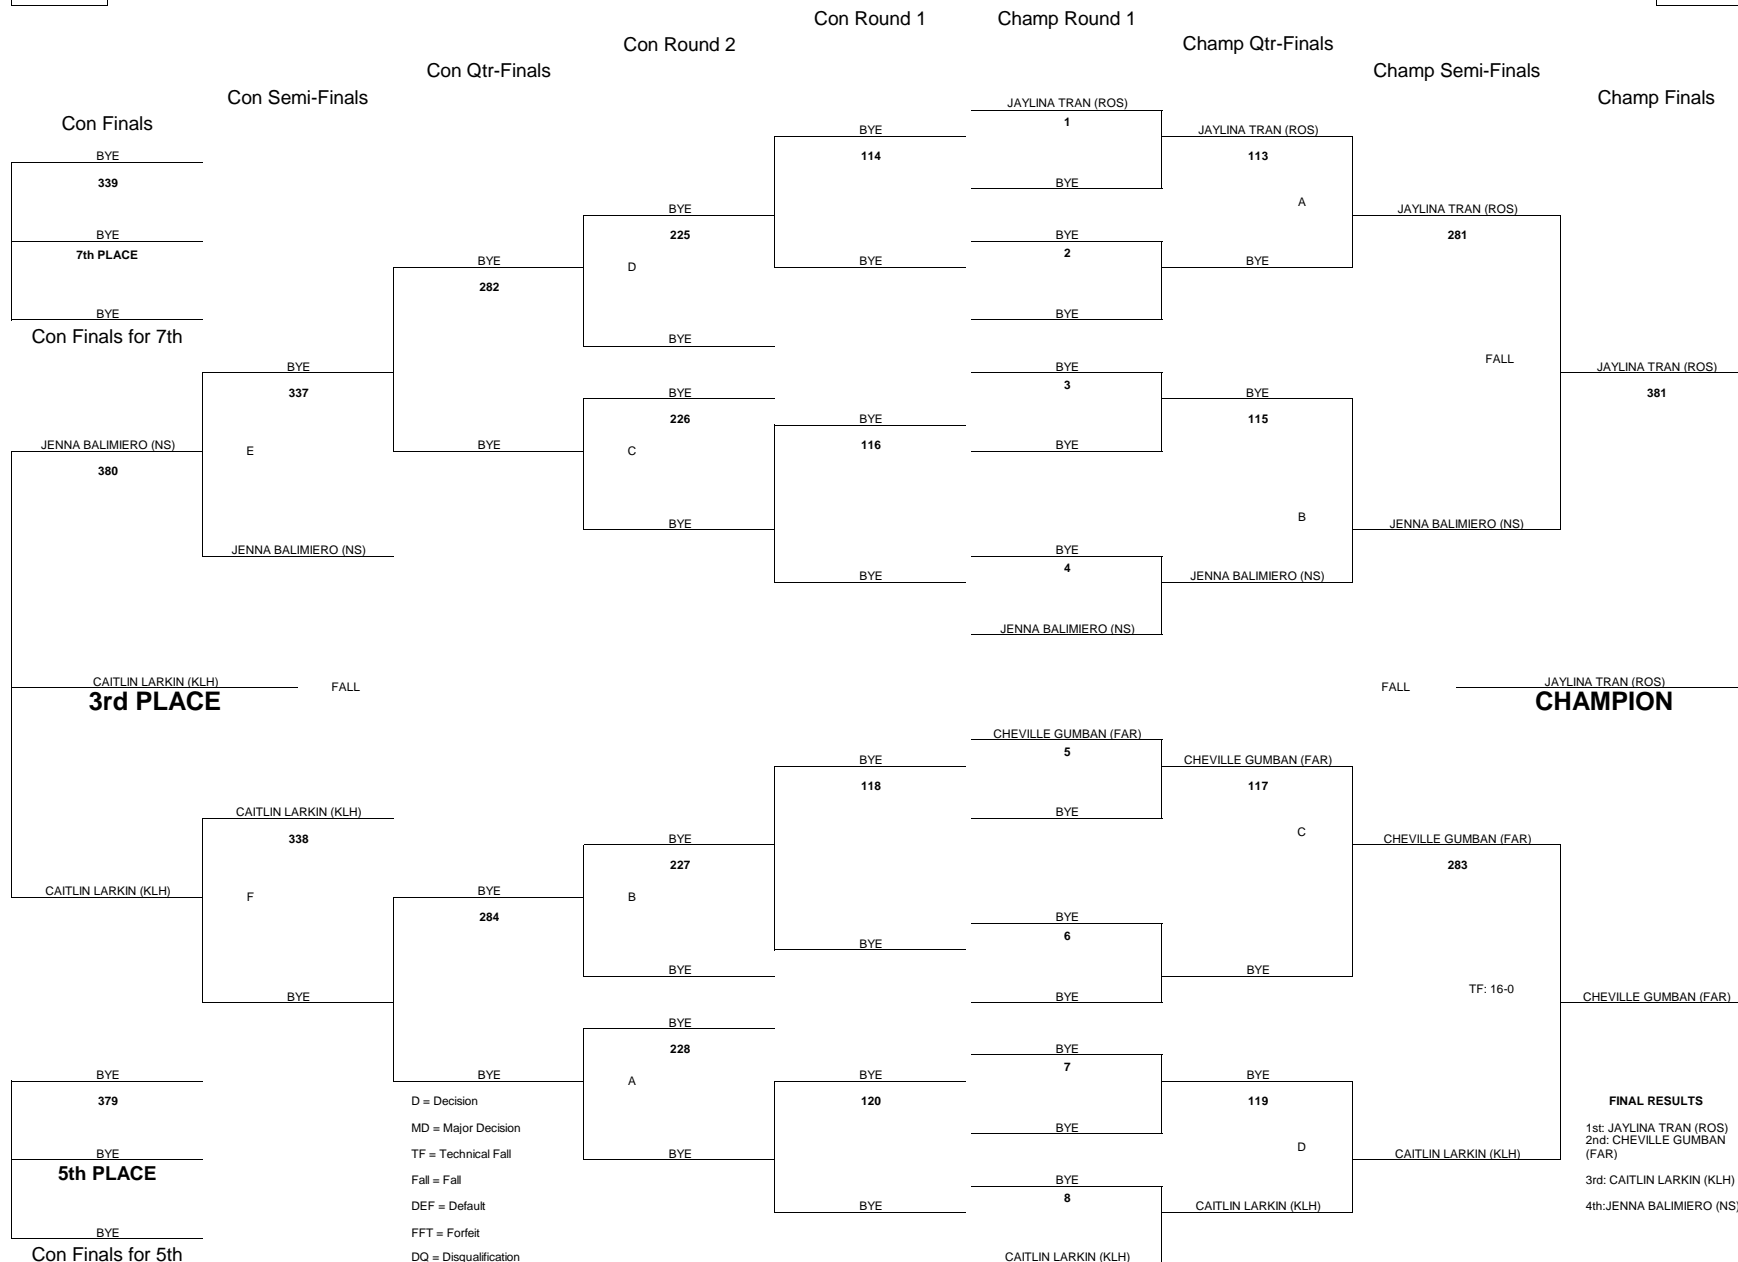 Con Round 1
Champ Round 1
Con Round 2
Champ Qtr-Finals
Con Qtr-Finals
Champ Semi-Finals
Con Semi-Finals
Champ Finals
Con Finals
BYE
339
BYE
7th PLACE
BYE
Con Finals for 7th
JENNA BALIMIERO (NS)
380
CAITLIN LARKIN (KLH)
3rd PLACE
FALL
CAITLIN LARKIN (KLH)
BYE
379
BYE
5th PLACE
BYE
Con Finals for 5th
BYE
337
E
JENNA BALIMIERO (NS)
CAITLIN LARKIN (KLH)
338
F
BYE
BYE
282
BYE
BYE
284
BYE
D = Decision
MD = Major Decision
TF = Technical Fall
Fall = Fall
DEF = Default
FFT = Forfeit
DQ = Disqualification
BYE
225
D
BYE
BYE
226
C
BYE
BYE
227
B
BYE
BYE
228
A
BYE
BYE
114
BYE
BYE
116
BYE
BYE
118
BYE
BYE
120
BYE
JAYLINA TRAN (ROS)
1
BYE
BYE
2
BYE
BYE
3
BYE
BYE
4
JENNA BALIMIERO (NS)
CHEVILLE GUMBAN (FAR)
5
BYE
BYE
6
BYE
BYE
7
BYE
BYE
8
CAITLIN LARKIN (KLH)
JAYLINA TRAN (ROS)
113
A
BYE
BYE
115
B
JENNA BALIMIERO (NS)
CHEVILLE GUMBAN (FAR)
117
C
BYE
BYE
119
D
CAITLIN LARKIN (KLH)
JAYLINA TRAN (ROS)
281
FALL
JENNA BALIMIERO (NS)
CHEVILLE GUMBAN (FAR)
283
TF: 16-0
CAITLIN LARKIN (KLH)
JAYLINA TRAN (ROS)
381
FALL
JAYLINA TRAN (ROS)
CHAMPION
CHEVILLE GUMBAN (FAR)
FINAL RESULTS
1st: JAYLINA TRAN (ROS)
2nd: CHEVILLE GUMBAN
(FAR)
3rd: CAITLIN LARKIN (KLH)
4th:JENNA BALIMIERO (NS)